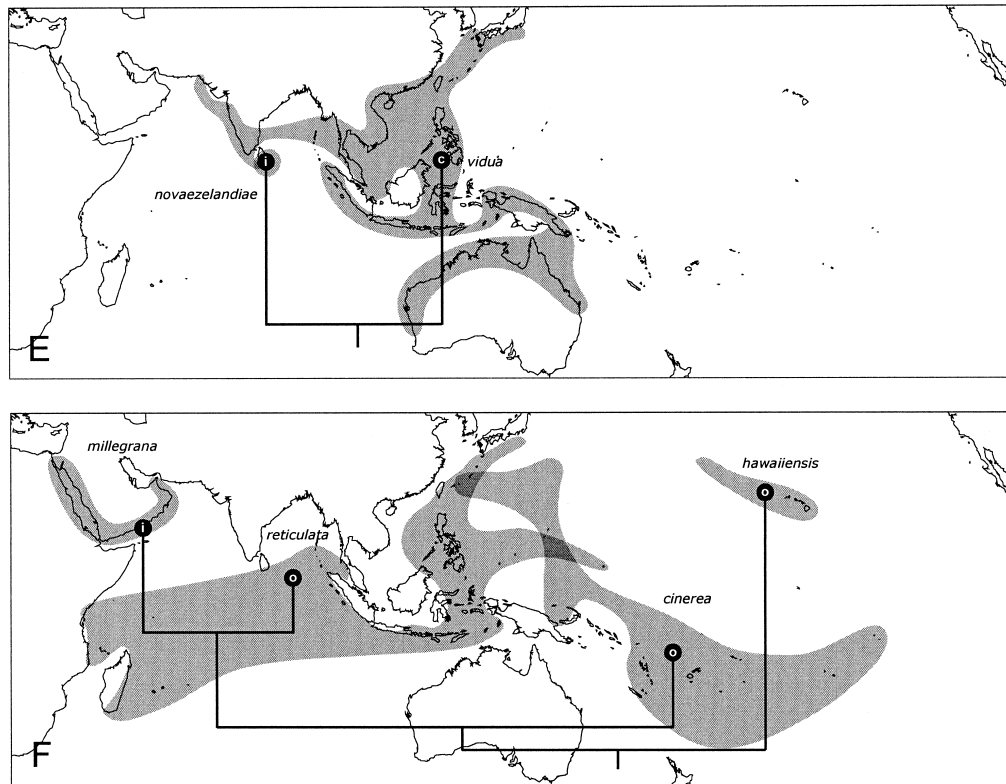 i
c
vidua
novaezelandiae
E
millegrana
hawaiiensis
o
i
reticulata
o
cinerea
o
F